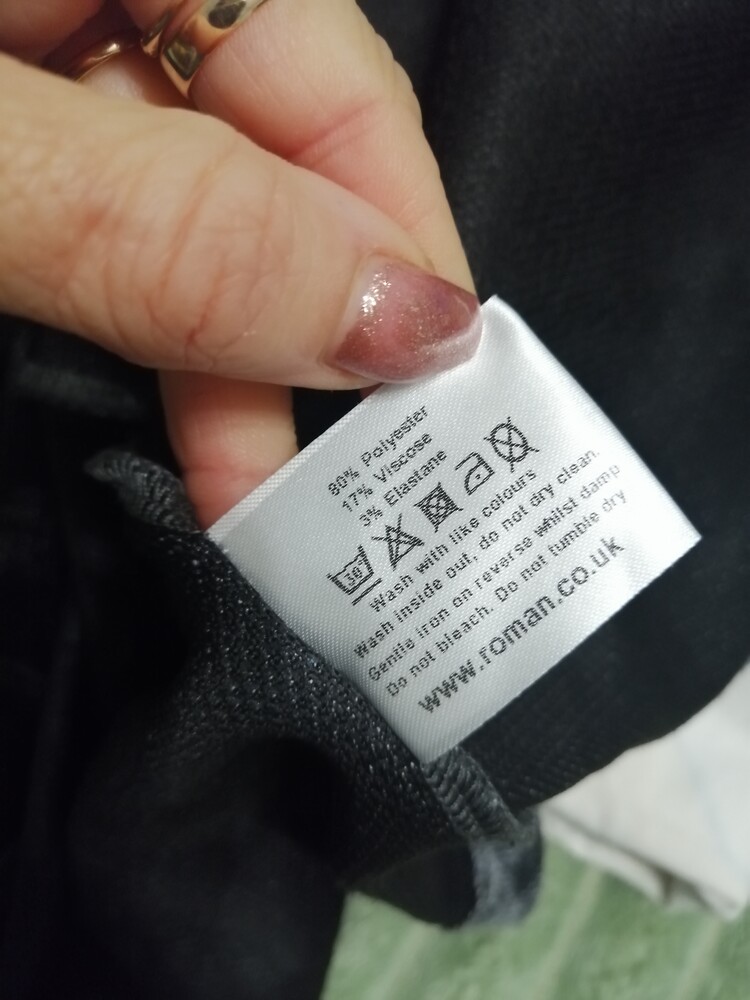 80% Polyester
17% Viscose
3% Elastane
30°
Wash with like colours
Wash inside out, do not dry clean.
Gentle iron on reverse whilst damp
Do not bleach. Do not tumble dry
www.roman.co.uk